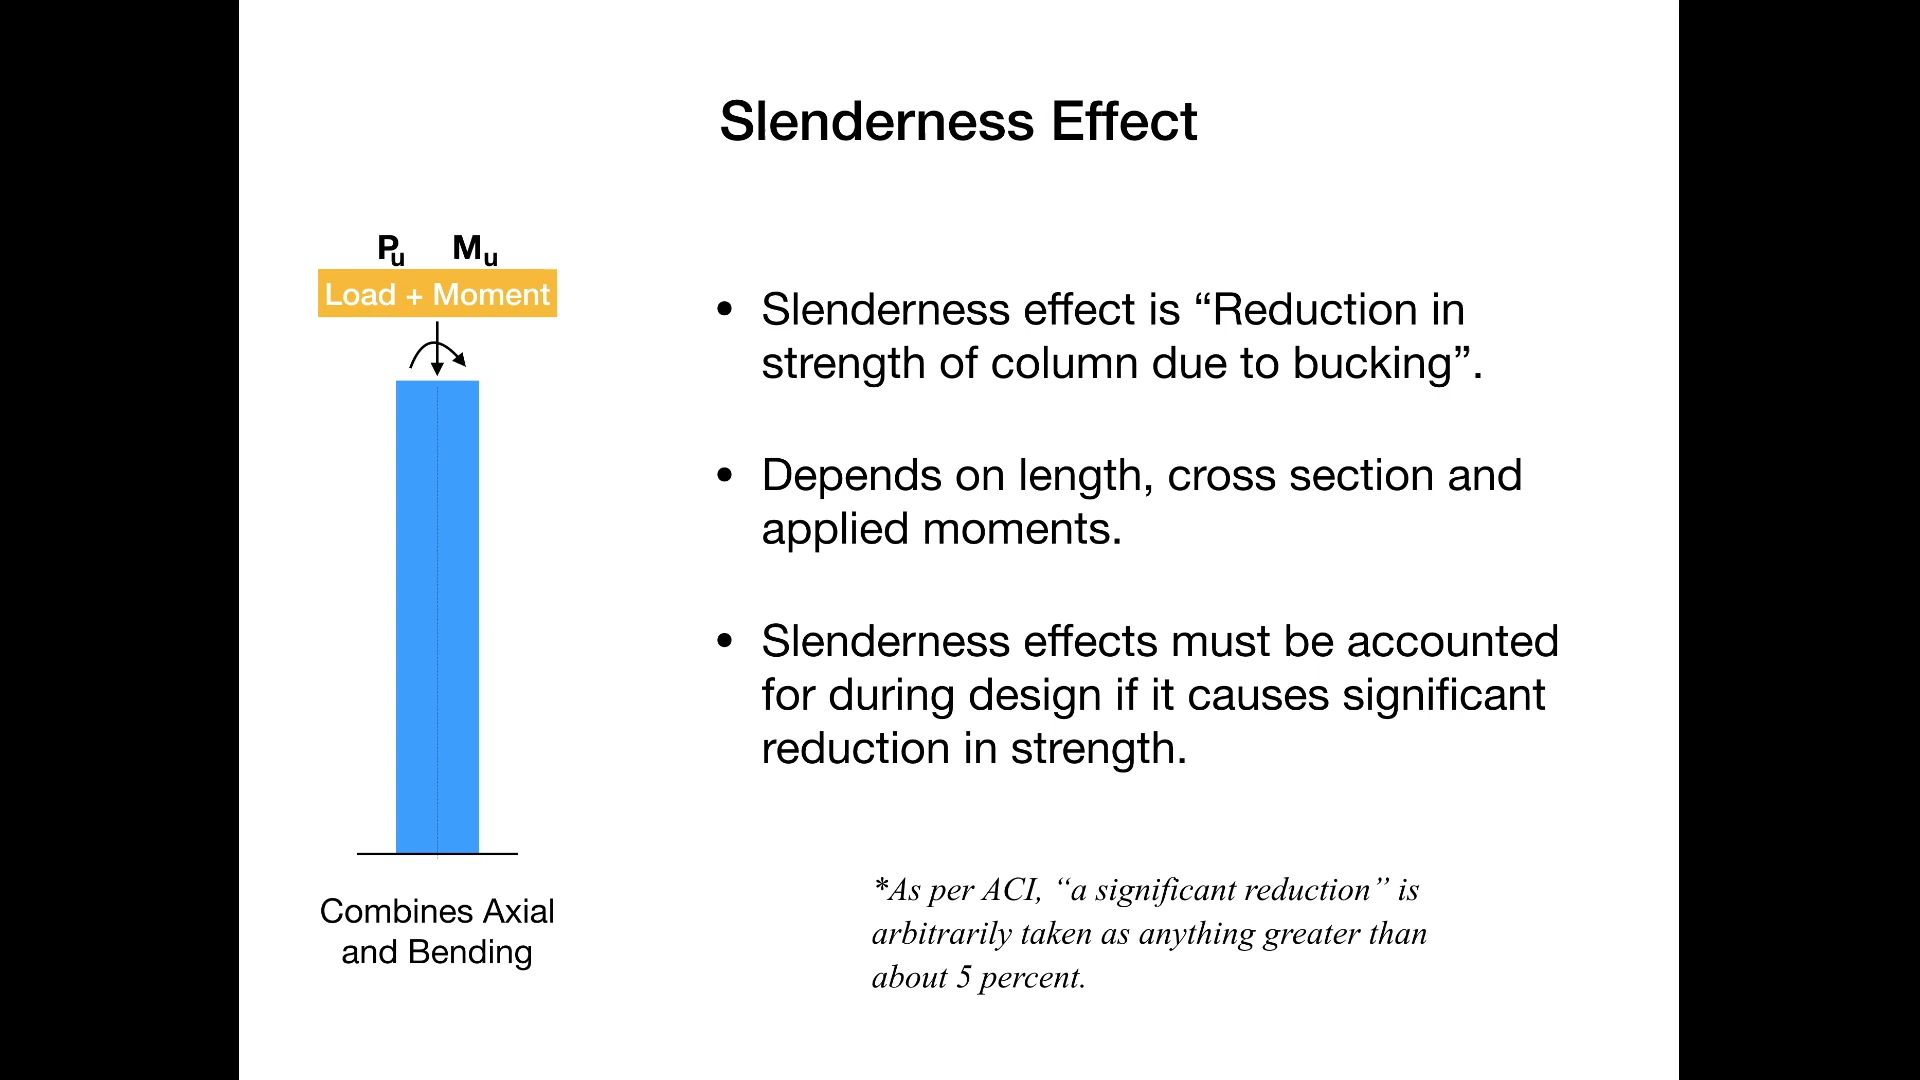 Slenderness Effect
Pu Mu
Load + Moment
• Slenderness effect is “Reduction in
strength of column due to bucking”.
• Depends on length, cross section and
applied moments.
• Slenderness effects must be accounted
for during design if it causes significant
reduction in strength.
*As per ACI, “a significant reduction” is
arbitrarily taken as anything greater than
about 5 percent.
Combines Axial
and Bending